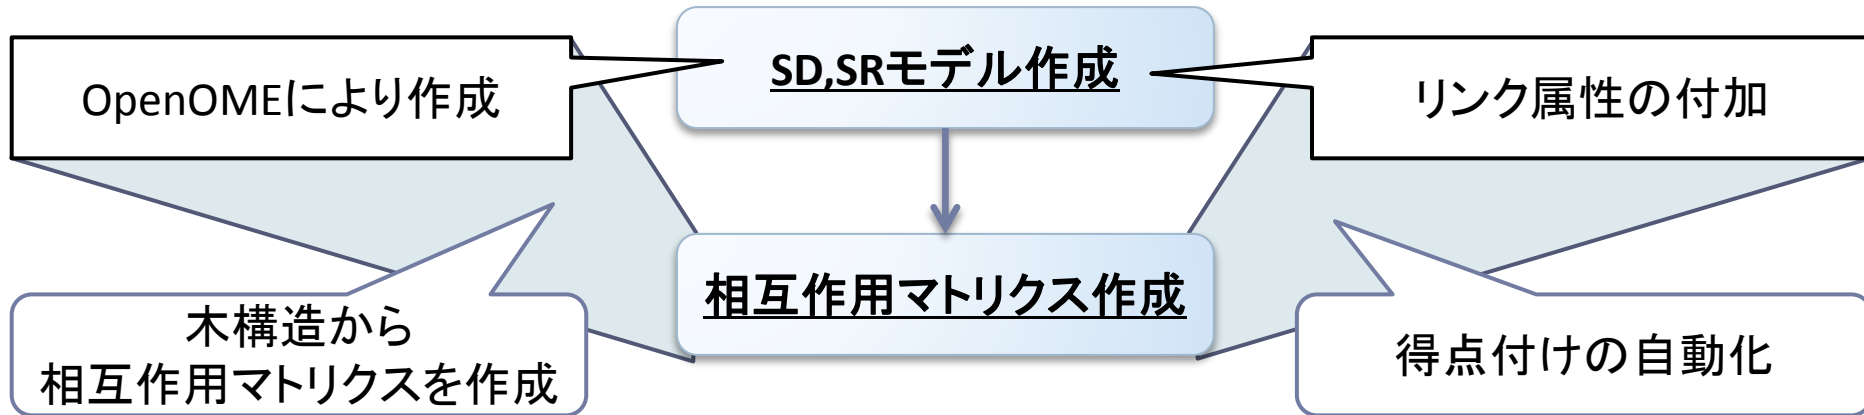 SD,SRモデル作成
OpenOMEにより作成
リンク属性の付加
相互作用マトリクス作成
木構造から
相互作用マトリクスを作成
得点付けの自動化